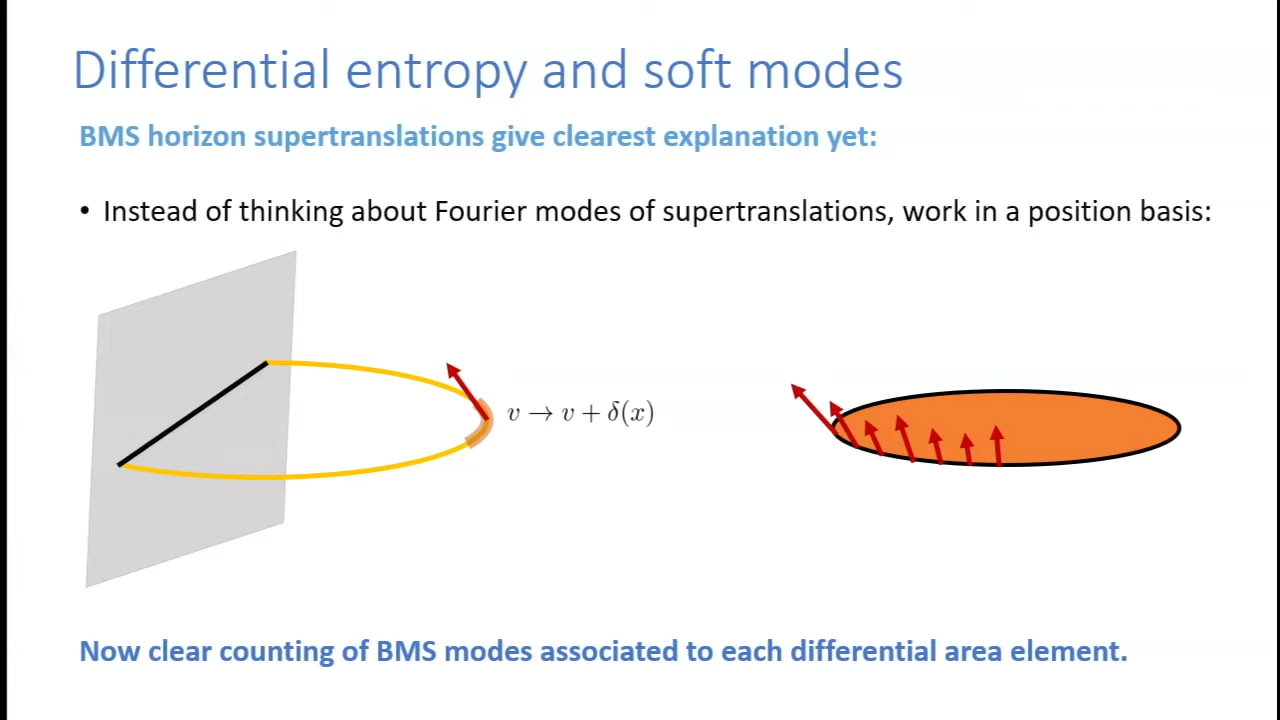 Differential entropy and soft modes
BMS horizon supertranslations give clearest explanation yet:
• Instead of thinking about Fourier modes of supertranslations, work in a position basis:
v → v + δ(x)
Now clear counting of BMS modes associated to each differential area element.